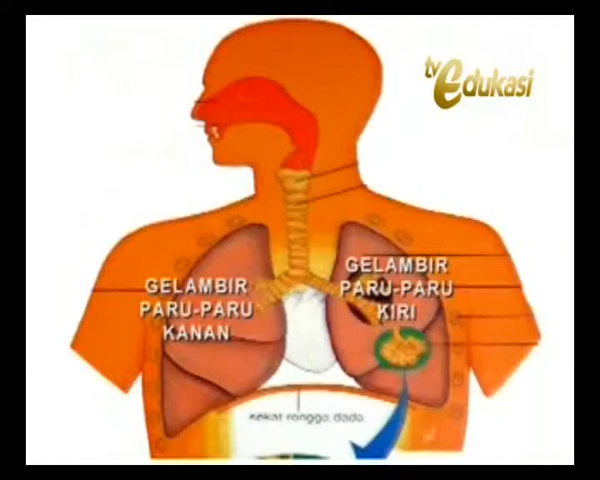 tv edukasi
GELAMBIR
PARU-PARU
KIRI
GELAMBIR
PARU-PARU
KANAN
sekat rongga dada